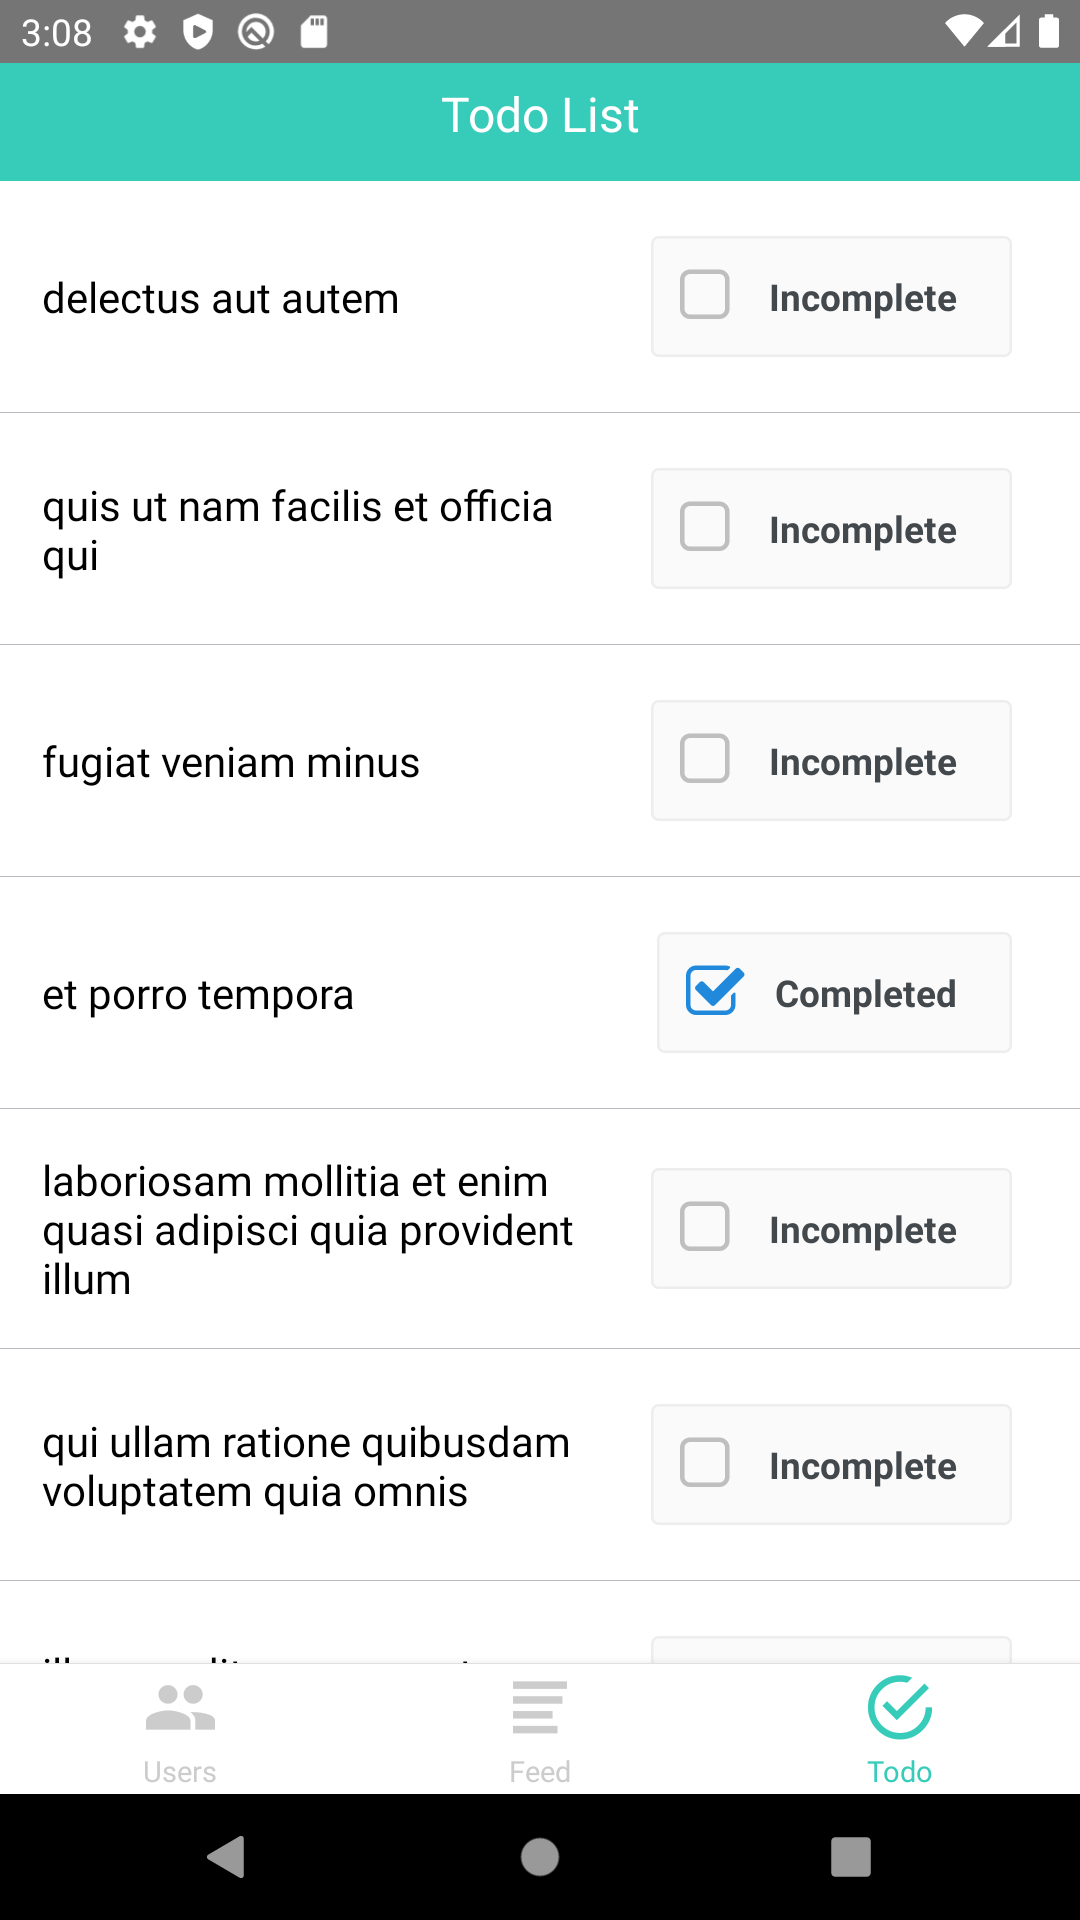 3:08
Todo List
delectus aut autem
Incomplete
quis ut nam facilis et officia
qui
Incomplete
fugiat veniam minus
Incomplete
et porro tempora
Completed
laboriosam mollitia et enim
quasi adipisci quia provident
illum
Incomplete
qui ullam ratione quibusdam
voluptatem quia omnis
Incomplete
Users
Feed
Todo